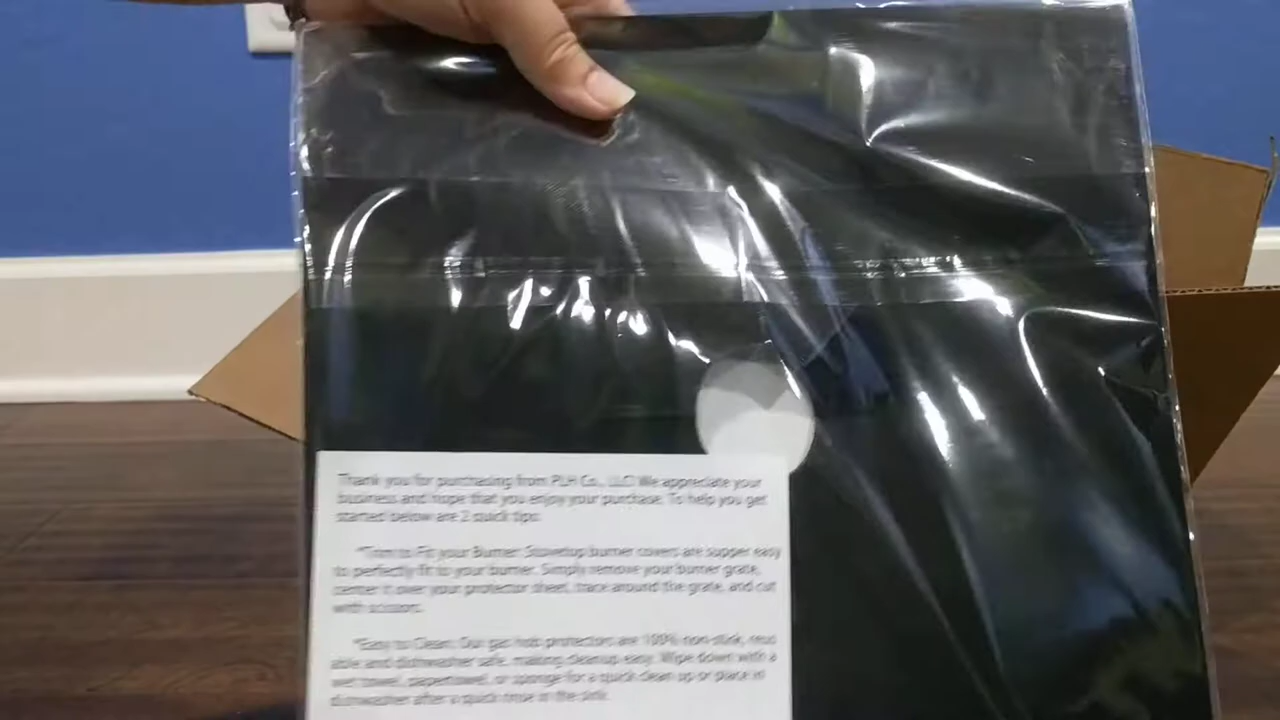 Thank you for purchasing from PLH Co., LLC! We appreciate your
business and hope that you enjoy your purchase. To help you get
started below are 2 quick tips:
*Trim to Fit your Burner: Stovetop burner covers are supper easy
to perfectly fit to your burner. Simply remove your burner grate,
center it over your protector sheet, trace around the grate, and cut
with scissors.
*Easy to Clean: Our gas hob protectors are 100% non-stick, reus
able and dishwasher safe, making cleanup easy. Wipe down with a
wet towel, papertowel, or sponge for a quick clean up or place in
dishwasher after a quick rinse in the sink.